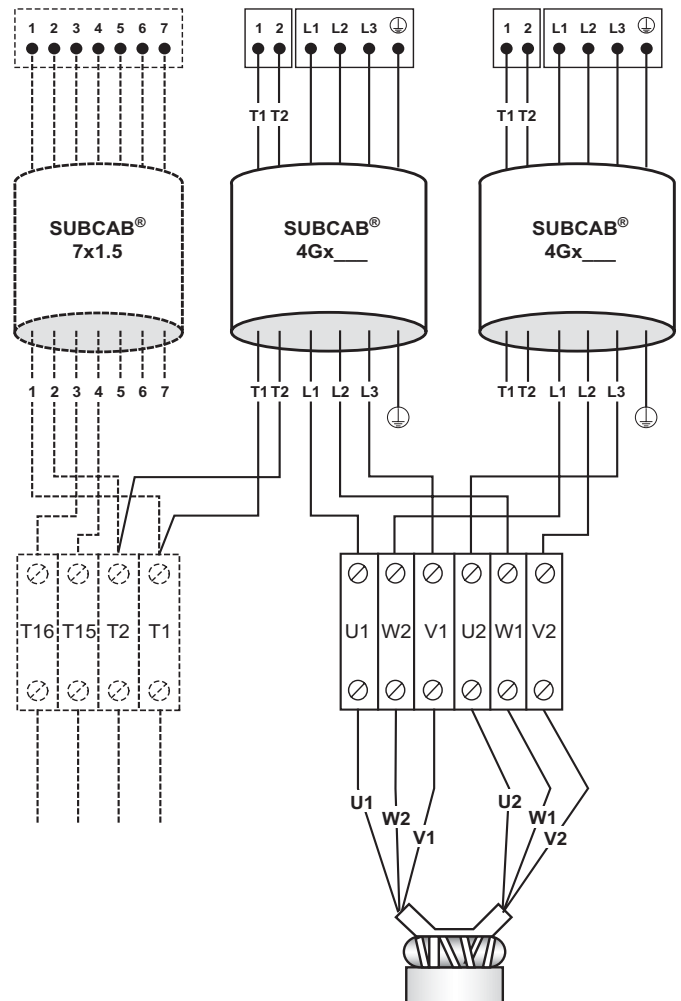 1 2 3 4 5 6 7 1 2 L1 L2 L3 1 2 L1 L2 L3
T1 T2 T1 T2
SUBCAB® SUBCAB® SUBCAB®
7x1.5 4Gx___ 4Gx___
1 2 3 4 5 6 7 T1 T2 L1 L2 L3 T1 T2 L1 L2 L3
T16 T15 T2 T1 U1 W2 V1 U2 W1 V2
U1 U2
W2 W1
V1 V2